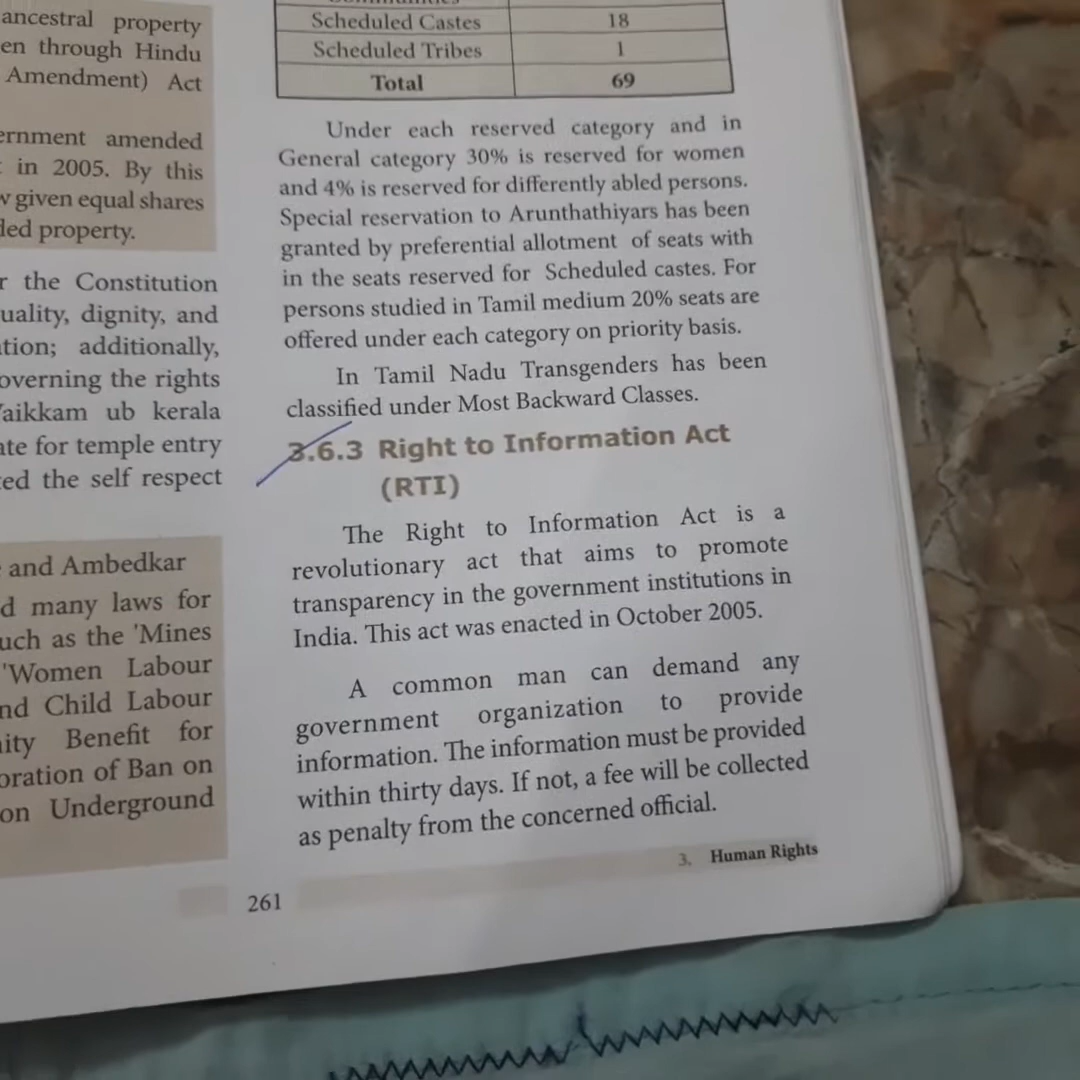 ancestral property
en through Hindu
Amendment) Act
ernment amended
in 2005. By this
given equal shares
ded property.
r the Constitution
uality, dignity, and
tion; additionally,
overning the rights
aikkam ub kerala
ate for temple entry
ed the self respect
and Ambedkar
d many laws for
uch as the 'Mines
'Women Labour
nd Child Labour
ity Benefit for
oration of Ban on
on Underground
Scheduled Castes 18
Scheduled Tribes 1
Total 69
Under each reserved category and in
General category 30% is reserved for women
and 4% is reserved for differently abled persons.
Special reservation to Arunthathiyars has been
granted by preferential allotment of seats with
in the seats reserved for Scheduled castes. For
persons studied in Tamil medium 20% seats are
offered under each category on priority basis.
In Tamil Nadu Transgenders has been
classified under Most Backward Classes.
3.6.3 Right to Information Act
(RTI)
The Right to Information Act is a
revolutionary act that aims to promote
transparency in the government institutions in
India. This act was enacted in October 2005.
A common man can demand any
government organization to provide
information. The information must be provided
within thirty days. If not, a fee will be collected
as penalty from the concerned official.
261
3. Human Rights